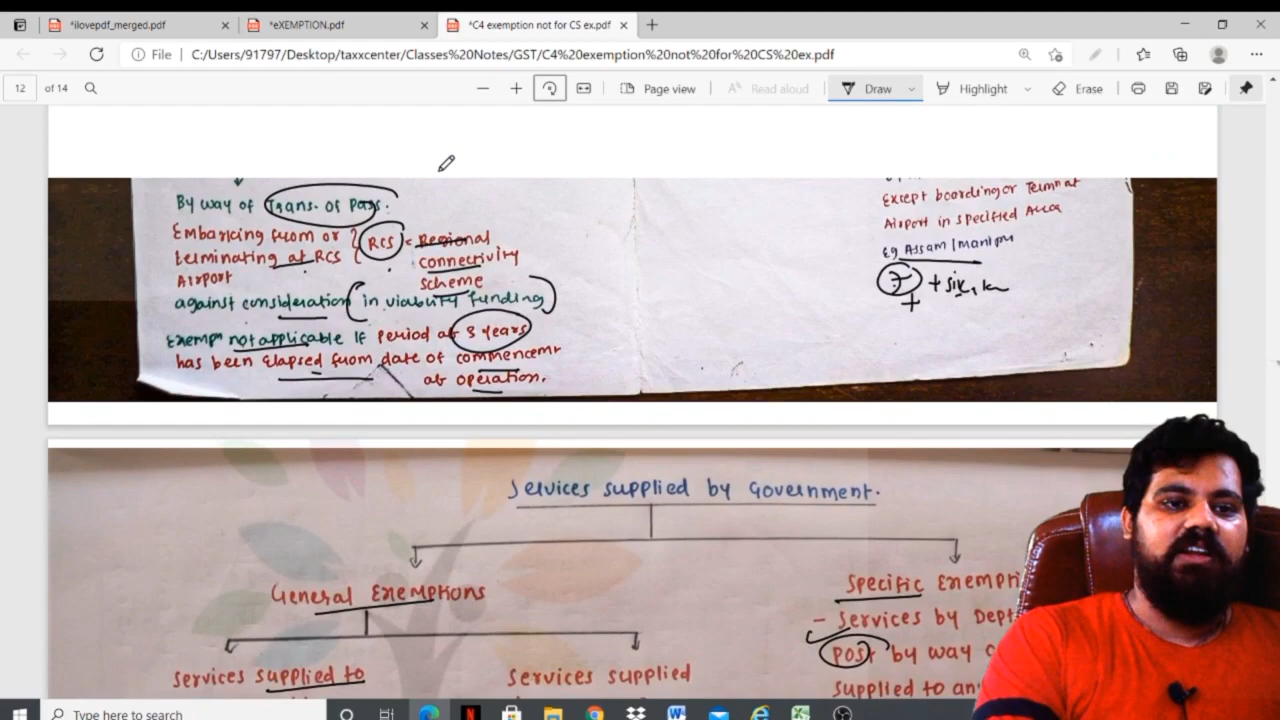 *ilovepdf_merged.pdf
*eXEMPTION.pdf
*C4 exemption not for CS ex.pdf
File C:/Users/91797/Desktop/taxxcenter/Classes%20Notes/GST/C4%20exemption%20not%20for%20CS%20ex.pdf
12 of 14 Page view Read aloud Draw Highlight Erase
By way of Trans. of Pass.
Embarking from or
terminating at RCS
Airport
RCS = Regional
connectivity
scheme
against consideration (in viability funding)
Exempn not applicable if period of 3 years
has been elapsed from date of commencemt
of operation.
Except boarding or Terminat
Airport in specified Area
Eg Assam / manipu
7 +
Services supplied by Government.
General Exemptions
Specific Exempti
Services supplied to
Services supplied
- Services by Dept
Post by way o
supplied to an
Type here to search